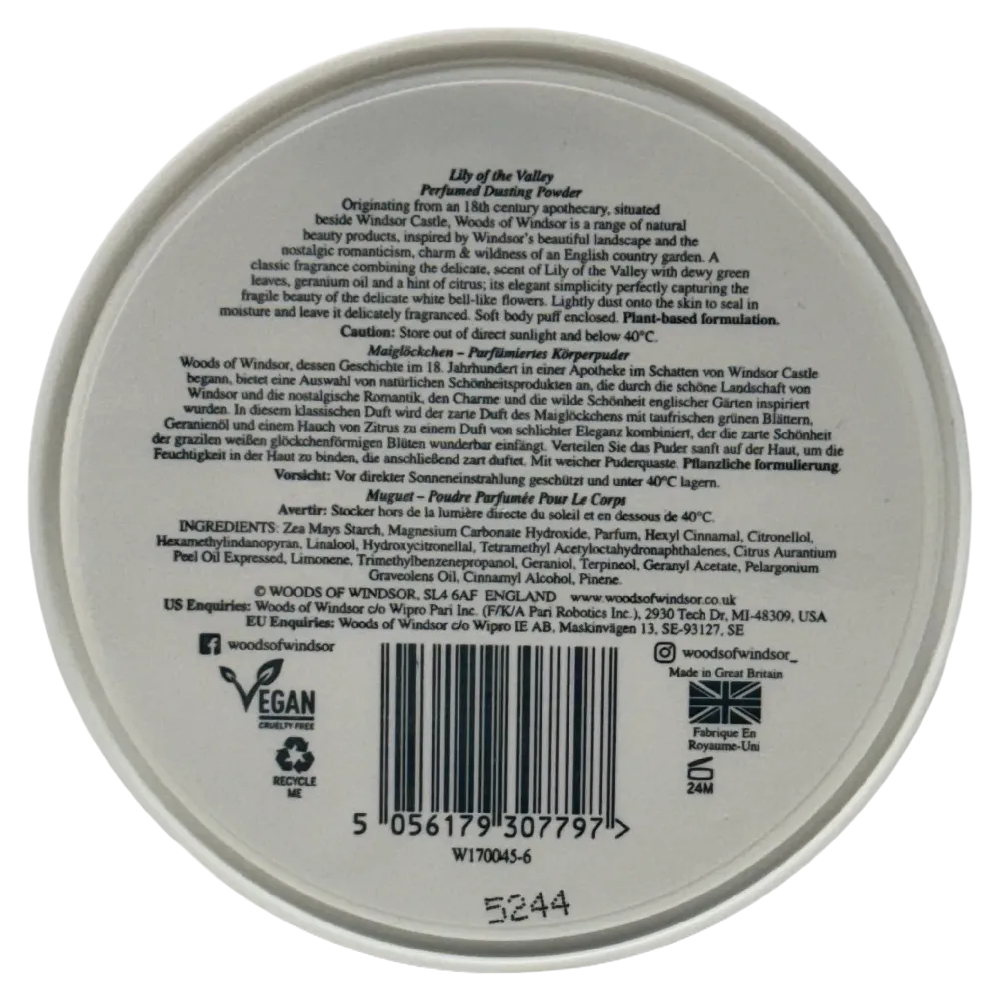 Lily of the Valley
Perfumed Dusting Powder
Originating from an 18th century apothecary, situated
beside Windsor Castle, Woods of Windsor is a range of natural
beauty products, inspired by Windsor's beautiful landscape and the
nostalgic romanticism, charm & wildness of an English country garden. A
classic fragrance combining the delicate, scent of Lily of the Valley with dewy green
leaves, geranium oil and a hint of citrus; its elegant simplicity perfectly capturing the
fragile beauty of the delicate white bell-like flowers. Lightly dust onto the skin to seal in
moisture and leave it delicately fragranced. Soft body puff enclosed. Plant-based formulation.
Caution: Store out of direct sunlight and below 40°C.
Maiglöckchen – Parfümiertes Körperpuder
Woods of Windsor, dessen Geschichte im 18. Jahrhundert in einer Apotheke im Schatten von Windsor Castle
begann, bietet eine Auswahl von natürlichen Schönheitsprodukten an, die durch die schöne Landschaft von
Windsor und die nostalgische Romantik, den Charme und die wilde Schönheit englischer Gärten inspiriert
wurden. In diesem klassischen Duft wird der zarte Duft des Maiglöckchens mit taufrischen grünen Blättern,
Geranienöl und einem Hauch von Zitrus zu einem Duft von schlichter Eleganz kombiniert, der die zarte Schönheit
der grazilen weißen glöckchenförmigen Blüten wunderbar einfängt. Verteilen Sie das Puder sanft auf der Haut, um die
Feuchtigkeit in der Haut zu binden, die anschließend zart duftet. Mit weicher Puderquaste. Pflanzliche formulierung.
Vorsicht: Vor direkter Sonneneinstrahlung geschützt und unter 40°C lagern.
Muguet – Poudre Parfumée Pour Le Corps
Avertir: Stocker hors de la lumière directe du soleil et en dessous de 40°C.
INGREDIENTS: Zea Mays Starch, Magnesium Carbonate Hydroxide, Parfum, Hexyl Cinnamal, Citronellol,
Hexamethylindanopyran, Linalool, Hydroxycitronellal, Tetramethyl Acetyloctahydronaphthalenes, Citrus Aurantium
Peel Oil Expressed, Limonene, Trimethylbenzenepropanol, Geraniol, Terpineol, Geranyl Acetate, Pelargonium
Graveolens Oil, Cinnamyl Alcohol, Pinene.
© WOODS OF WINDSOR, SL4 6AF ENGLAND www.woodsofwindsor.co.uk
US Enquiries: Woods of Windsor c/o Wipro Pari Inc. (F/K/A Pari Robotics Inc.), 2930 Tech Dr, MI-48309, USA
EU Enquiries: Woods of Windsor c/o Wipro IE AB, Maskinvägen 13, SE-93127, SE
woodsofwindsor
woodsofwindsor_
VEGAN
CRUELTY FREE
Made in Great Britain
Fabrique En
Royaume-Uni
RECYCLE
ME
24M
5 056179 307797 >
W170045-6
5244